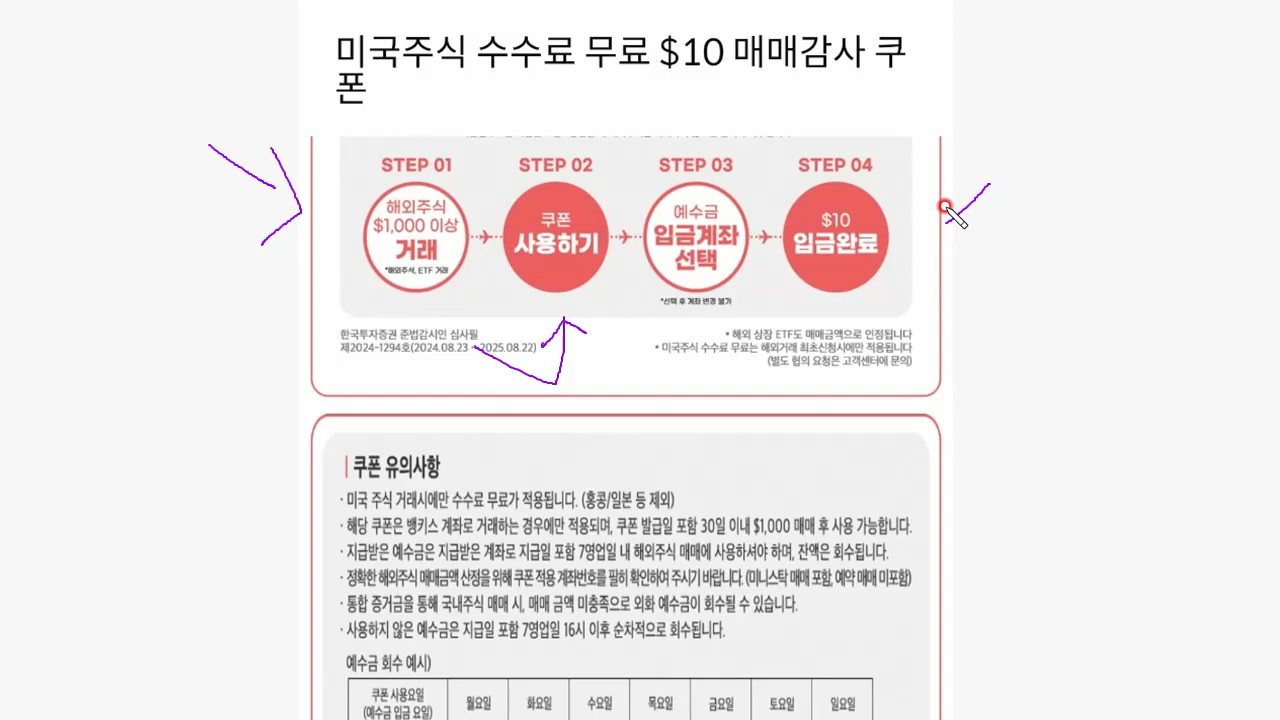 미국주식 수수료 무료 $10 매매감사 쿠
폰
STEP 01
STEP 02
STEP 03
STEP 04
해외주식
$1,000 이상
거래
*해외주식, ETF 거래
쿠폰
사용하기
예수금
입금계좌
선택
*선택 후 계좌 변경 불가
$10
입금완료
한국투자증권 준법감시인 심사필
제2024-1294호(2024.08.23 ~ 2025.08.22)
* 해외 상장 ETF도 매매금액으로 인정됩니다
* 미국주식 수수료 무료는 해외거래 최초신청시에만 적용됩니다
(별도 협의 요청은 고객센터에 문의)
쿠폰 유의사항
· 미국 주식 거래시에만 수수료 무료가 적용됩니다. (홍콩/일본 등 제외)
· 해당 쿠폰은 뱅키스 계좌로 거래하는 경우에만 적용되며, 쿠폰 발급일 포함 30일 이내 $1,000 매매 후 사용 가능합니다.
· 지급받은 예수금은 지급받은 계좌로 지급일 포함 7영업일 내 해외주식 매매에 사용하셔야 하며, 잔액은 회수됩니다.
· 정확한 해외주식 매매금액 산정을 위해 쿠폰 적용 계좌번호를 필히 확인하여 주시기 바랍니다. (미니스탁 매매 포함, 예약 매매 미포함)
· 통합 증거금을 통해 국내주식 매매 시, 매매 금액 미충족으로 외화 예수금이 회수될 수 있습니다.
· 사용하지 않은 예수금은 지급일 포함 7영업일 16시 이후 순차적으로 회수됩니다.
예수금 회수 예시)
쿠폰 사용요일
(예수금 입금 요일)
월요일
화요일
수요일
목요일
금요일
토요일
일요일